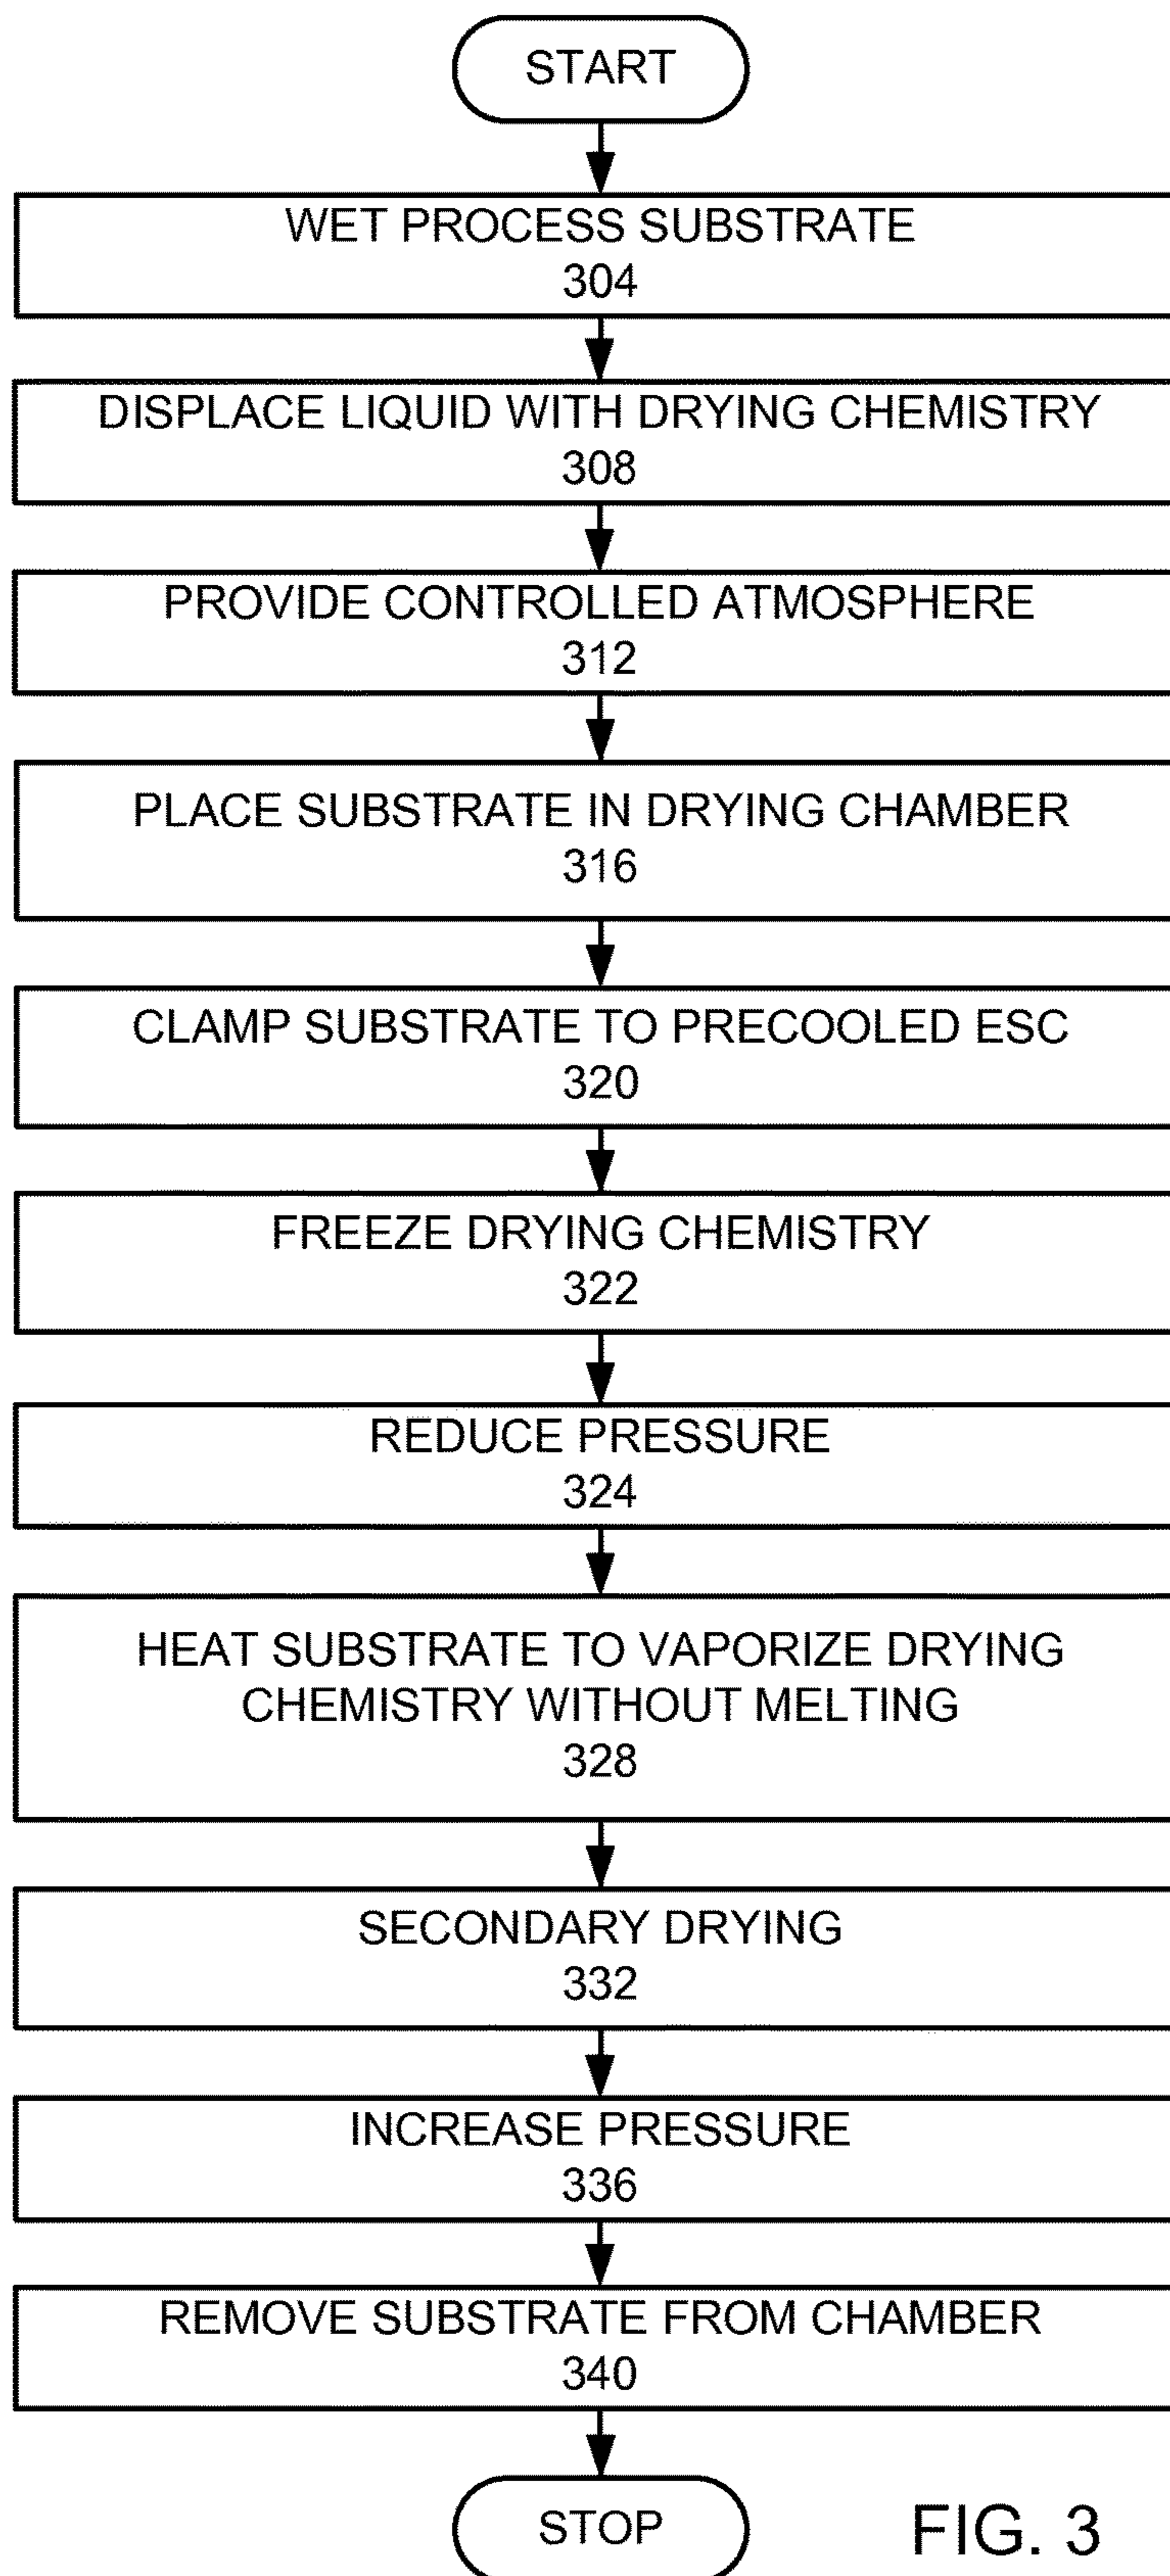 START
WET PROCESS SUBSTRATE
304
DISPLACE LIQUID WITH DRYING CHEMISTRY
308
PROVIDE CONTROLLED ATMOSPHERE
312
PLACE SUBSTRATE IN DRYING CHAMBER
316
CLAMP SUBSTRATE TO PRECOOLED ESC
320
FREEZE DRYING CHEMISTRY
322
REDUCE PRESSURE
324
HEAT SUBSTRATE TO VAPORIZE DRYING
CHEMISTRY WITHOUT MELTING
328
SECONDARY DRYING
332
INCREASE PRESSURE
336
REMOVE SUBSTRATE FROM CHAMBER
340
STOP
FIG. 3